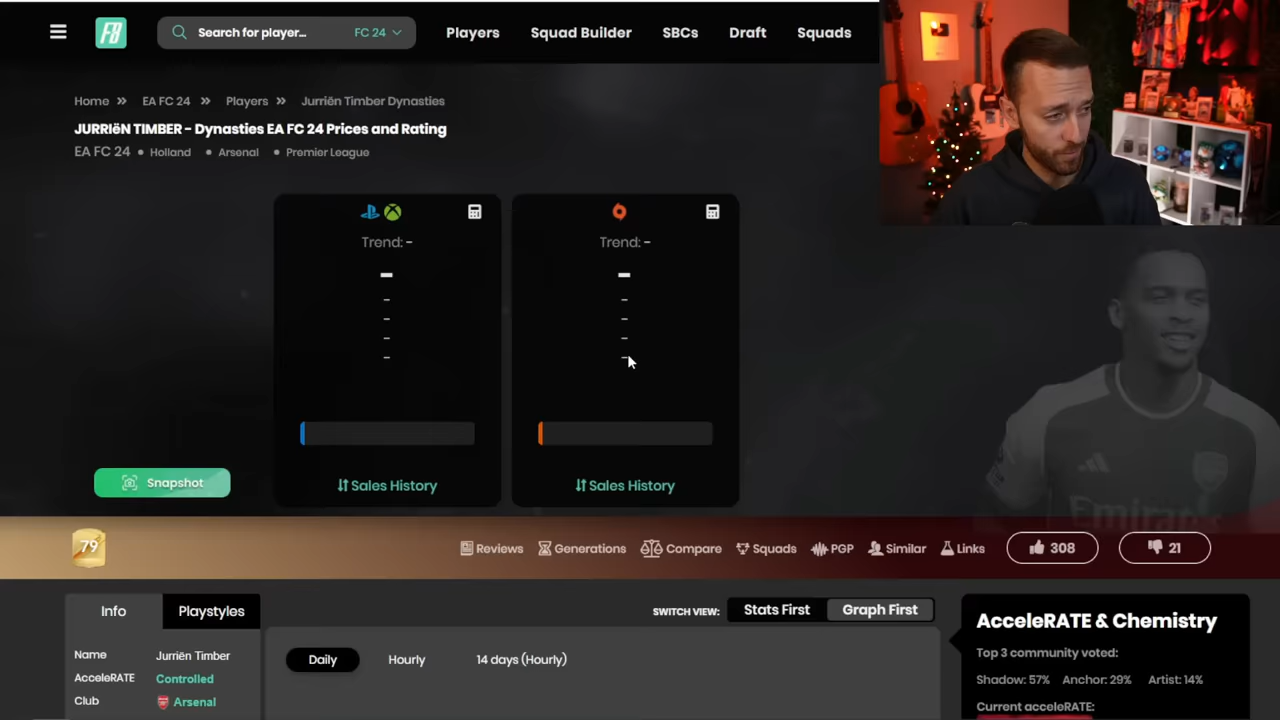 FB
Search for player...
FC 24
Players
Squad Builder
SBCs
Draft
Squads
Home » EA FC 24 » Players » Jurriën Timber Dynasties
JURRIëN TIMBER - Dynasties EA FC 24 Prices and Rating
EA FC 24 • Holland • Arsenal • Premier League
Trend: -
-
-
-
-
-
Sales History
Trend: -
-
-
-
-
-
Sales History
Snapshot
79
Reviews
Generations
Compare
Squads
PGP
Similar
Links
308
21
Info
Playstyles
SWITCH VIEW:
Stats First
Graph First
Name Jurriën Timber
AcceleRATE Controlled
Club Arsenal
Daily
Hourly
14 days (Hourly)
AcceleRATE & Chemistry
Top 3 community voted:
Shadow: 57% Anchor: 29% Artist: 14%
Current acceleRATE: